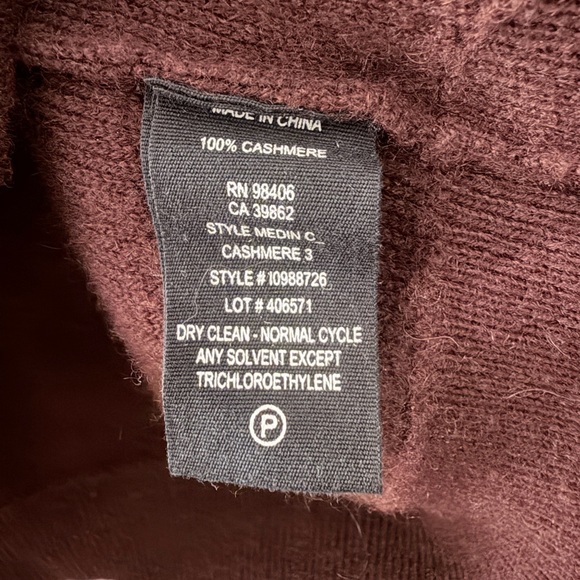 MADE IN CHINA
100% CASHMERE
RN 98406
CA 39862
STYLE MEDIN C_
CASHMERE 3
STYLE # 10988726
LOT # 406571
DRY CLEAN - NORMAL CYCLE
ANY SOLVENT EXCEPT
TRICHLOROETHYLENE
P